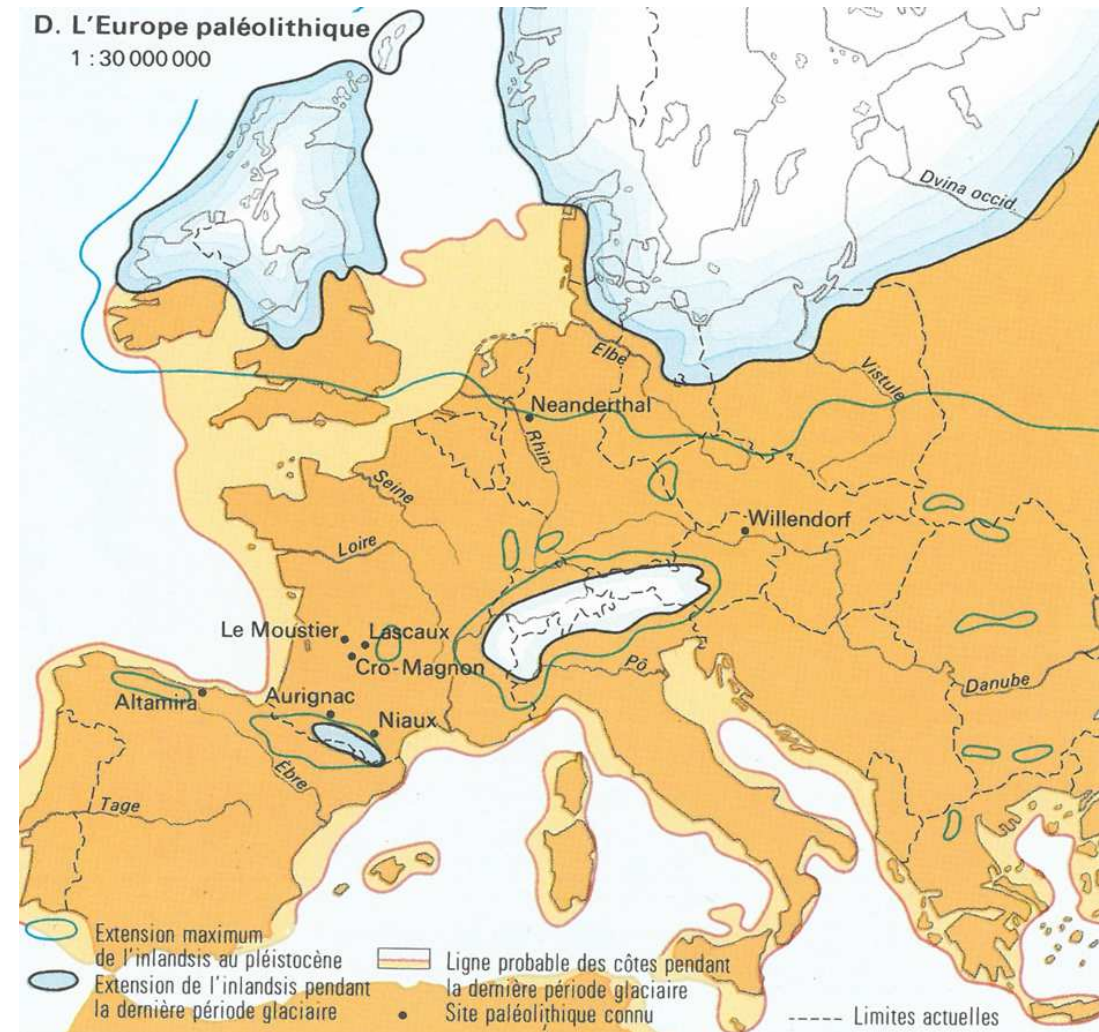 D. L'Europe paléolithique
1 : 30 000 000
Dvina occid.
Elbe
Vistule
Neanderthal
Rhin
Seine
Willendorf
Loire
Le Moustier
Lascaux
Cro-Magnon
Pô
Danube
Altamira
Aurignac
Niaux
Èbre
Tage
Extension maximum
de l'inlandsis au pléistocène
Extension de l'inlandsis pendant
la dernière période glaciaire
Ligne probable des côtes pendant
la dernière période glaciaire
Site paléolithique connu
Limites actuelles